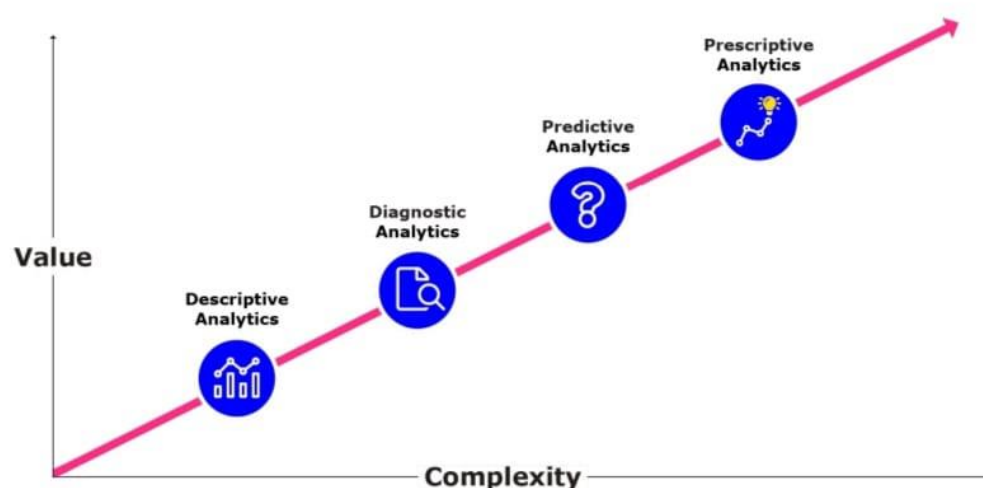 Prescriptive
Analytics
Predictive
Analytics
Diagnostic
Analytics
Value
Descriptive
Analytics
Complexity